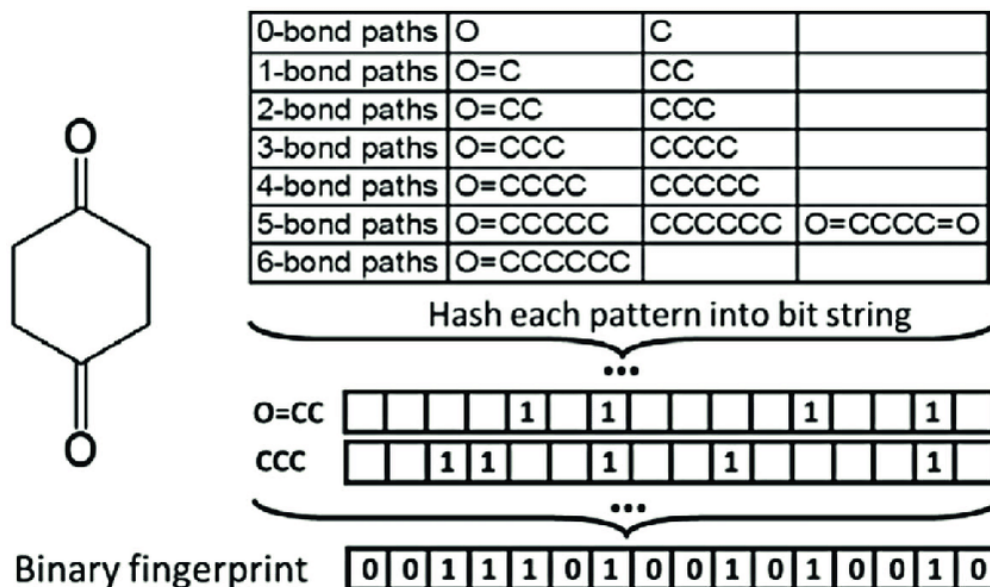 0-bond paths O C
1-bond paths O=C CC
2-bond paths O=CC CCC
3-bond paths O=CCC CCCC
4-bond paths O=CCCC CCCCC
5-bond paths O=CCCCC CCCCCC O=CCCC=O
6-bond paths O=CCCCCC
O
O
Hash each pattern into bit string
...
O=CC 1 1 1 1
CCC 1 1 1 1 1
...
Binary fingerprint 0 0 1 1 1 0 1 0 0 1 0 1 0 0 1 0